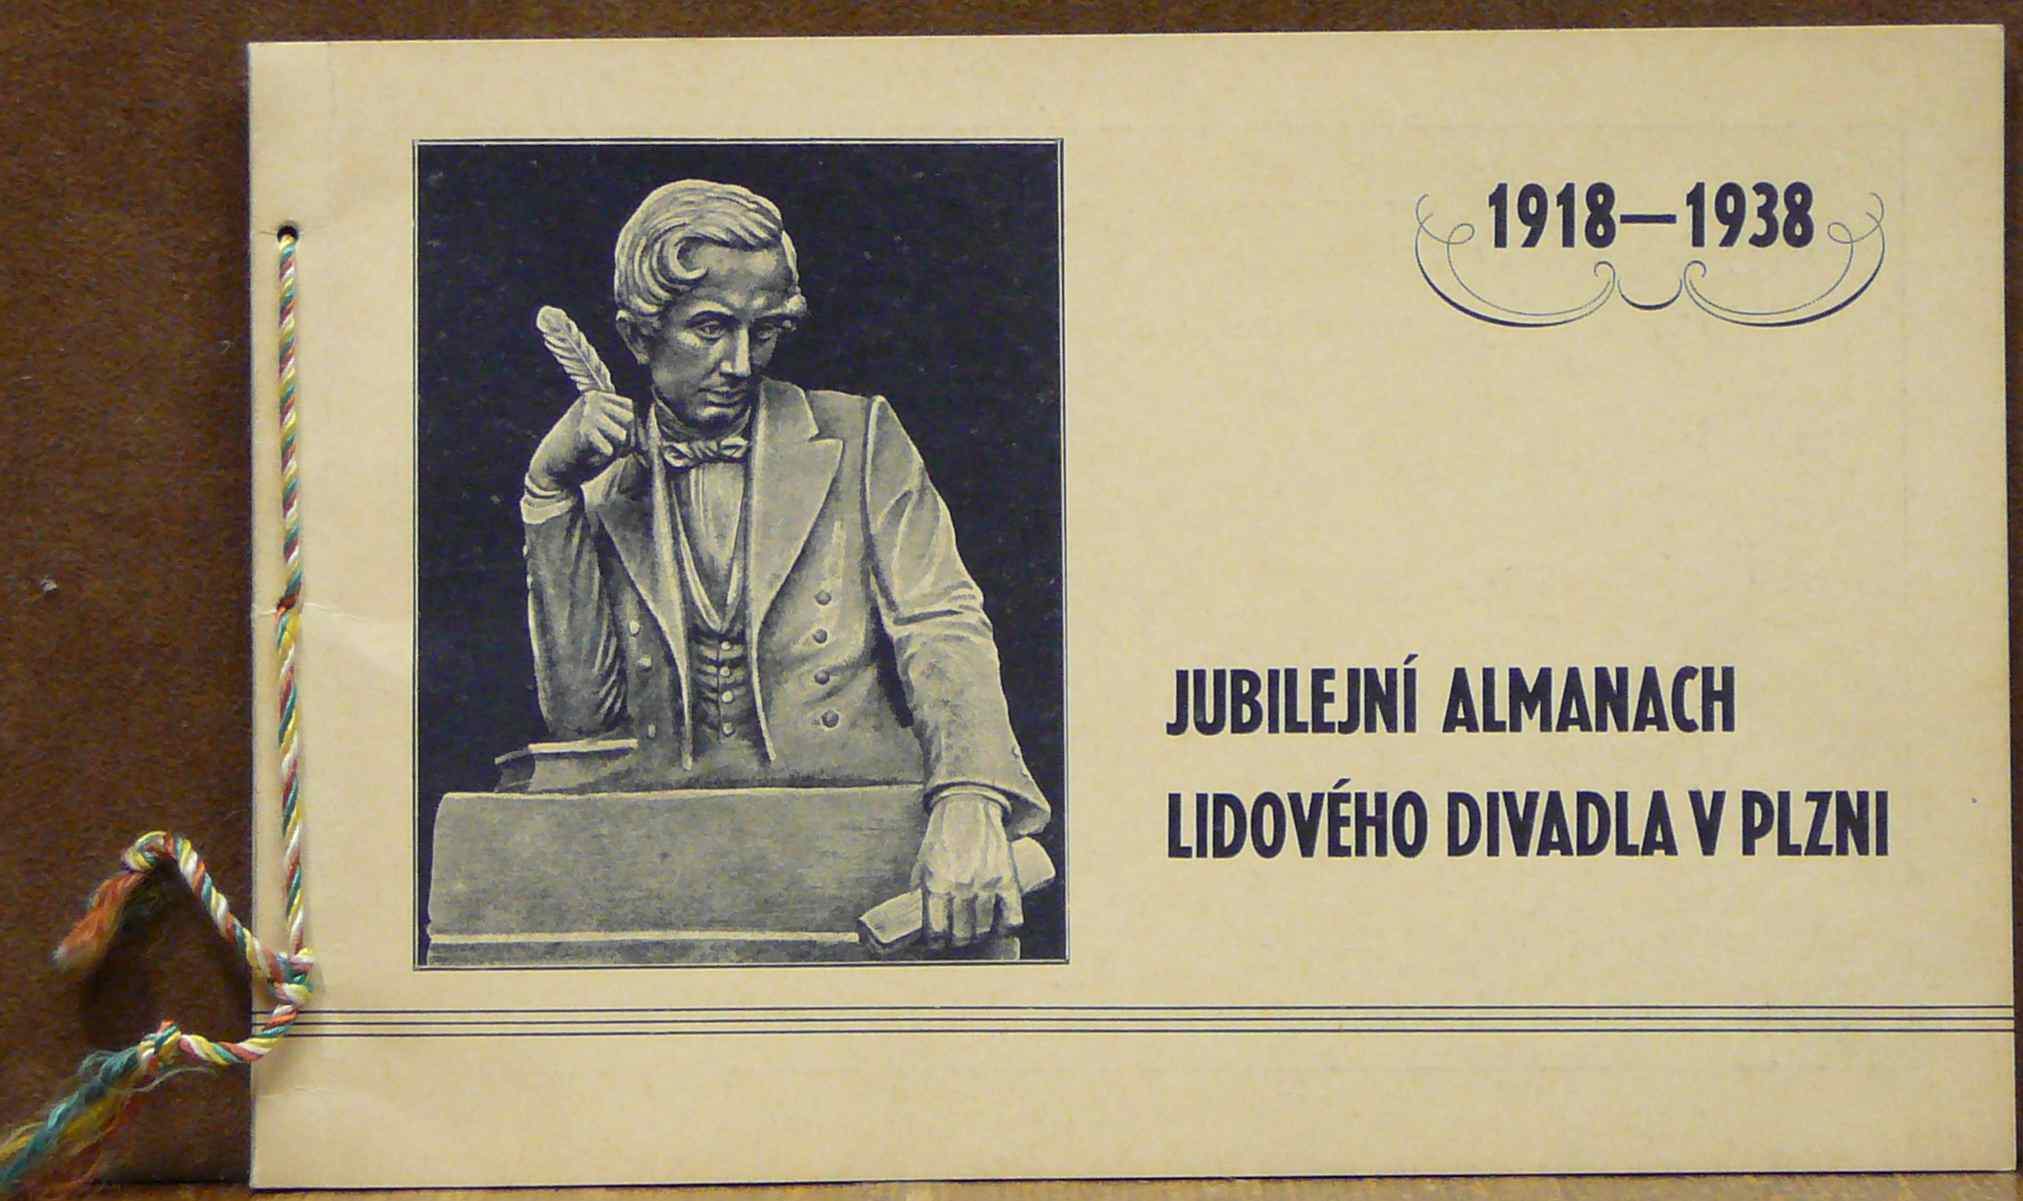 1918—1938
JUBILEJNÍ ALMANACH
LIDOVÉHO DIVADLA V PLZNI